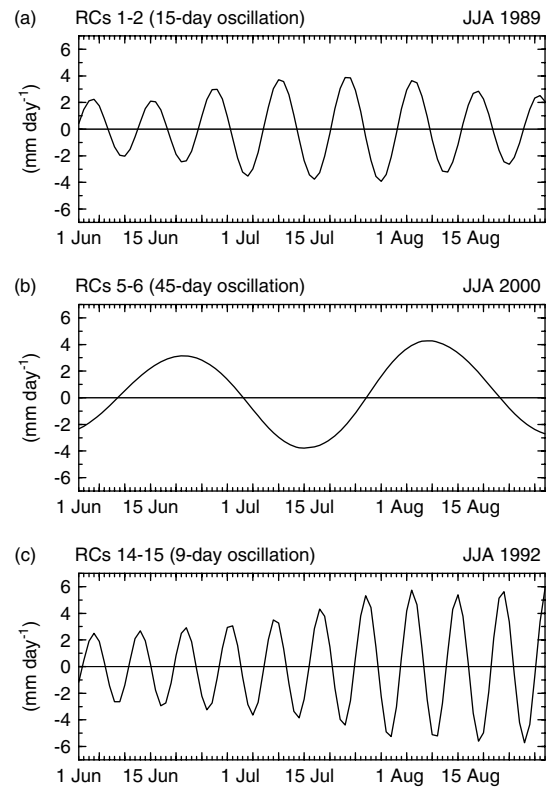 (a) RCs 1-2 (15-day oscillation) JJA 1989
6
4
2
0
-2
-4
-6
(mm day⁻¹)
1 Jun 15 Jun 1 Jul 15 Jul 1 Aug 15 Aug
(b) RCs 5-6 (45-day oscillation) JJA 2000
6
4
2
0
-2
-4
-6
(mm day⁻¹)
1 Jun 15 Jun 1 Jul 15 Jul 1 Aug 15 Aug
(c) RCs 14-15 (9-day oscillation) JJA 1992
6
4
2
0
-2
-4
-6
(mm day⁻¹)
1 Jun 15 Jun 1 Jul 15 Jul 1 Aug 15 Aug